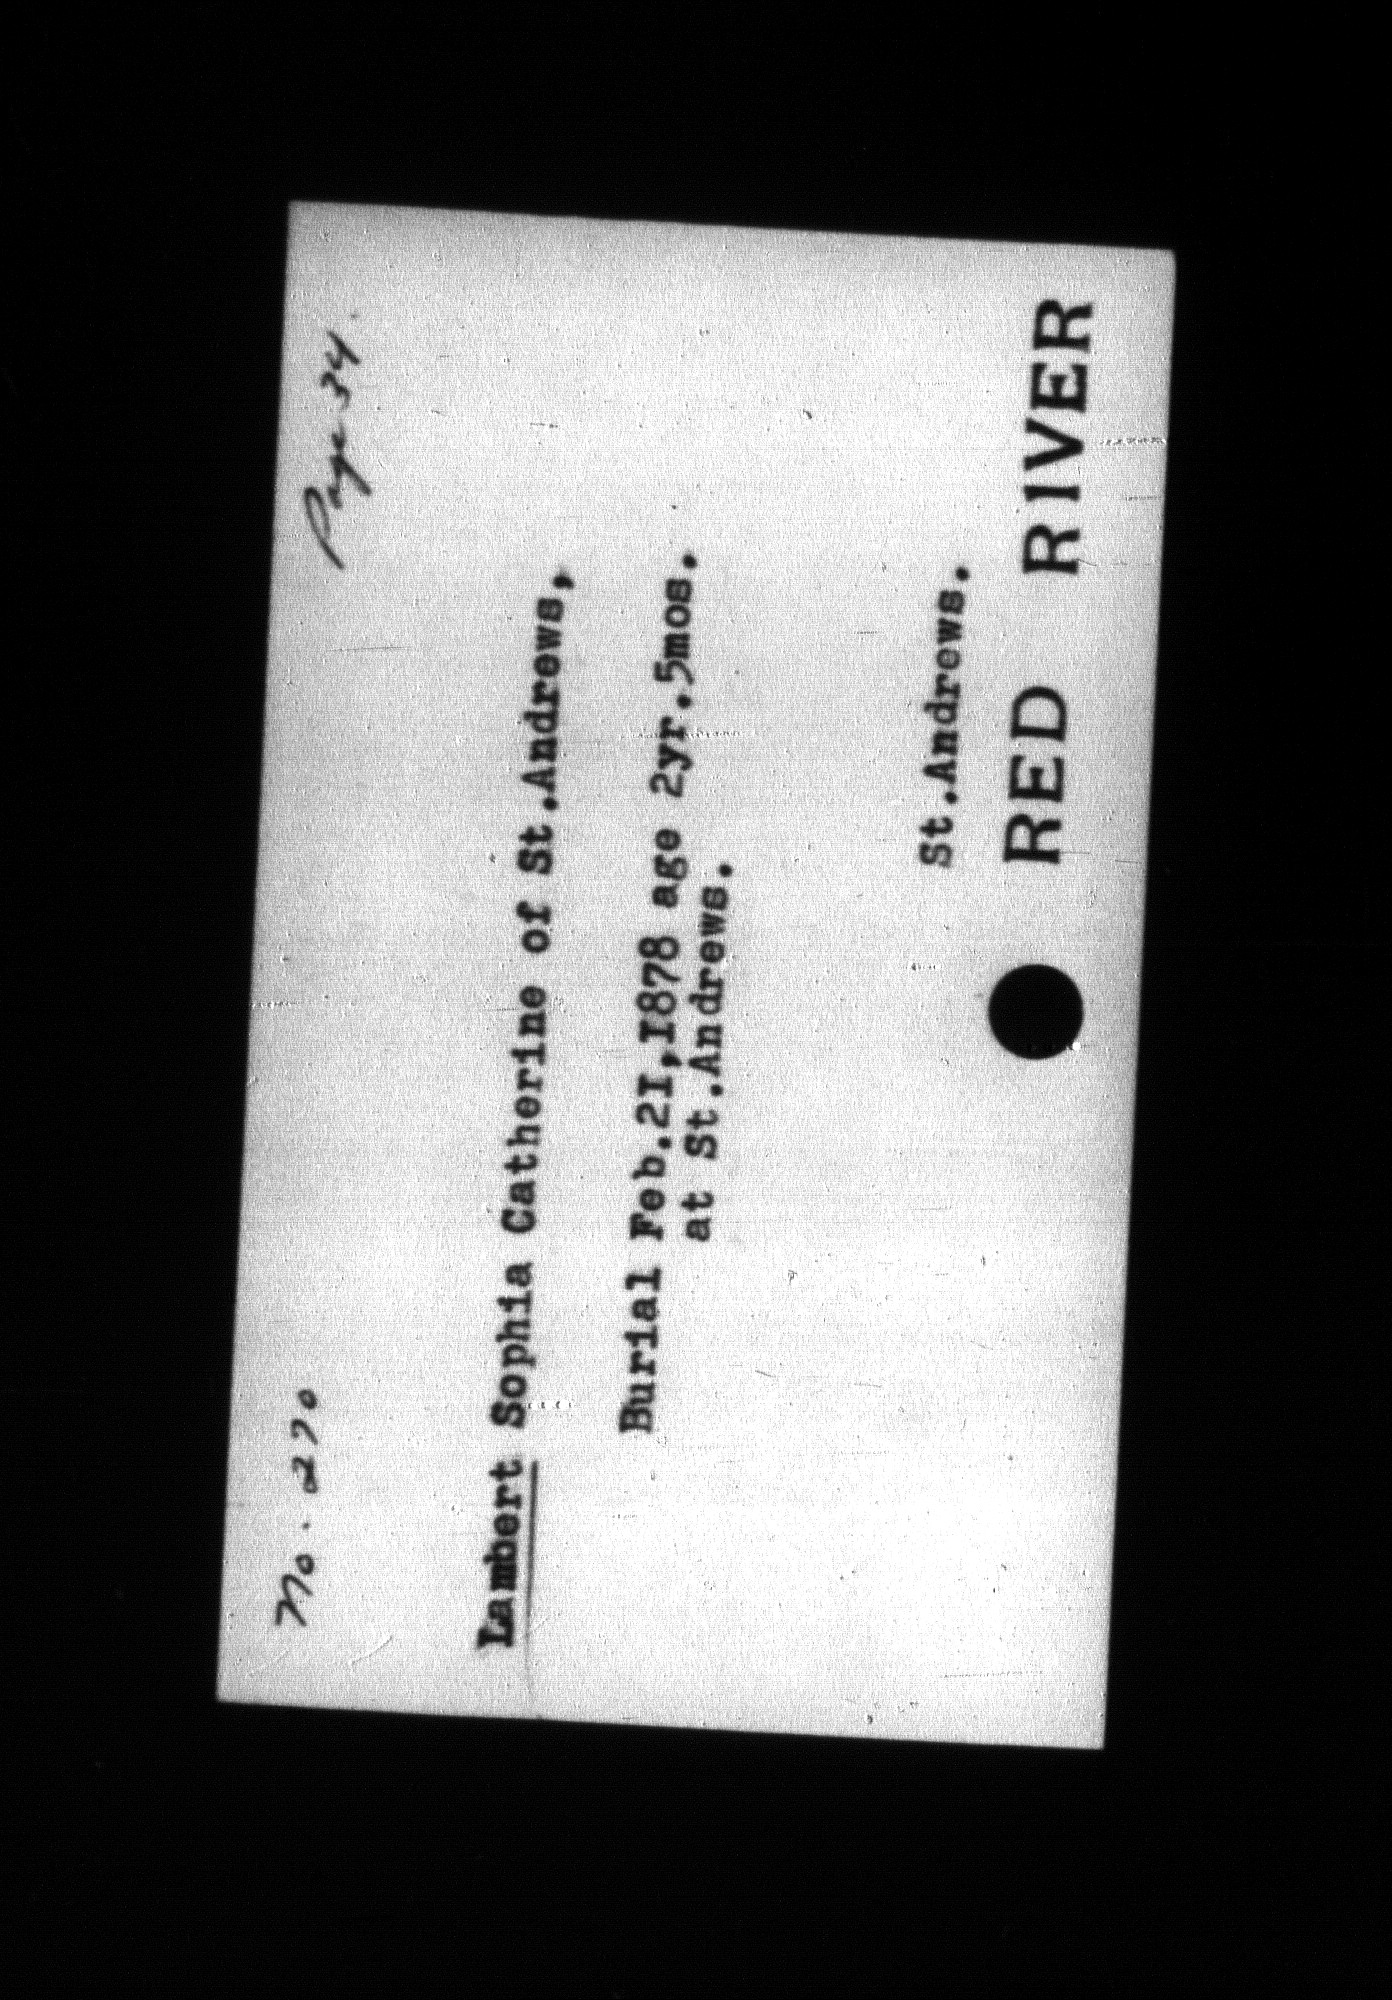 No. 270
Page 34.
Lambert Sophia Catherine of St.Andrews,
Burial Feb.2I,I878 age 2yr.5mos.
at St.Andrews.
St.Andrews.
RED RIVER